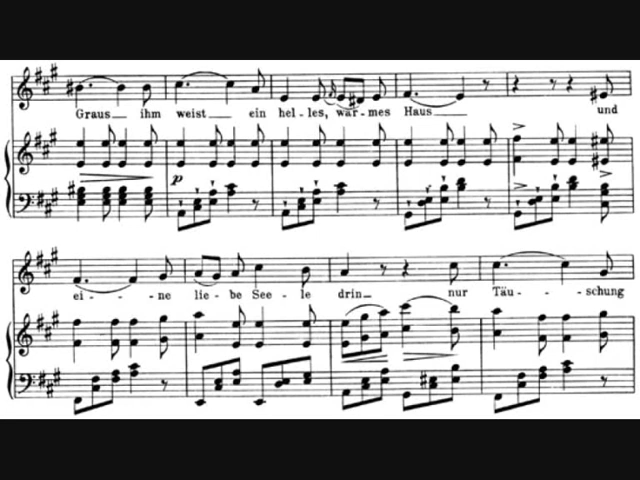 Graus ihm weist ein hel-les, war-mes Haus und
p
ei-ne lie-be See-le drin nur Täu-schung